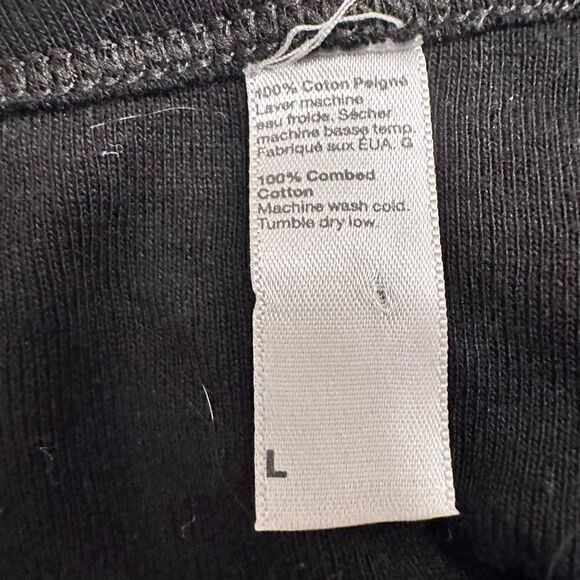 100% Coton Peigné
Laver machine
eau froide. Sécher
machine basse temp.
Fabriqué aux EUA. G
100% Combed
Cotton
Machine wash cold.
Tumble dry low.
L